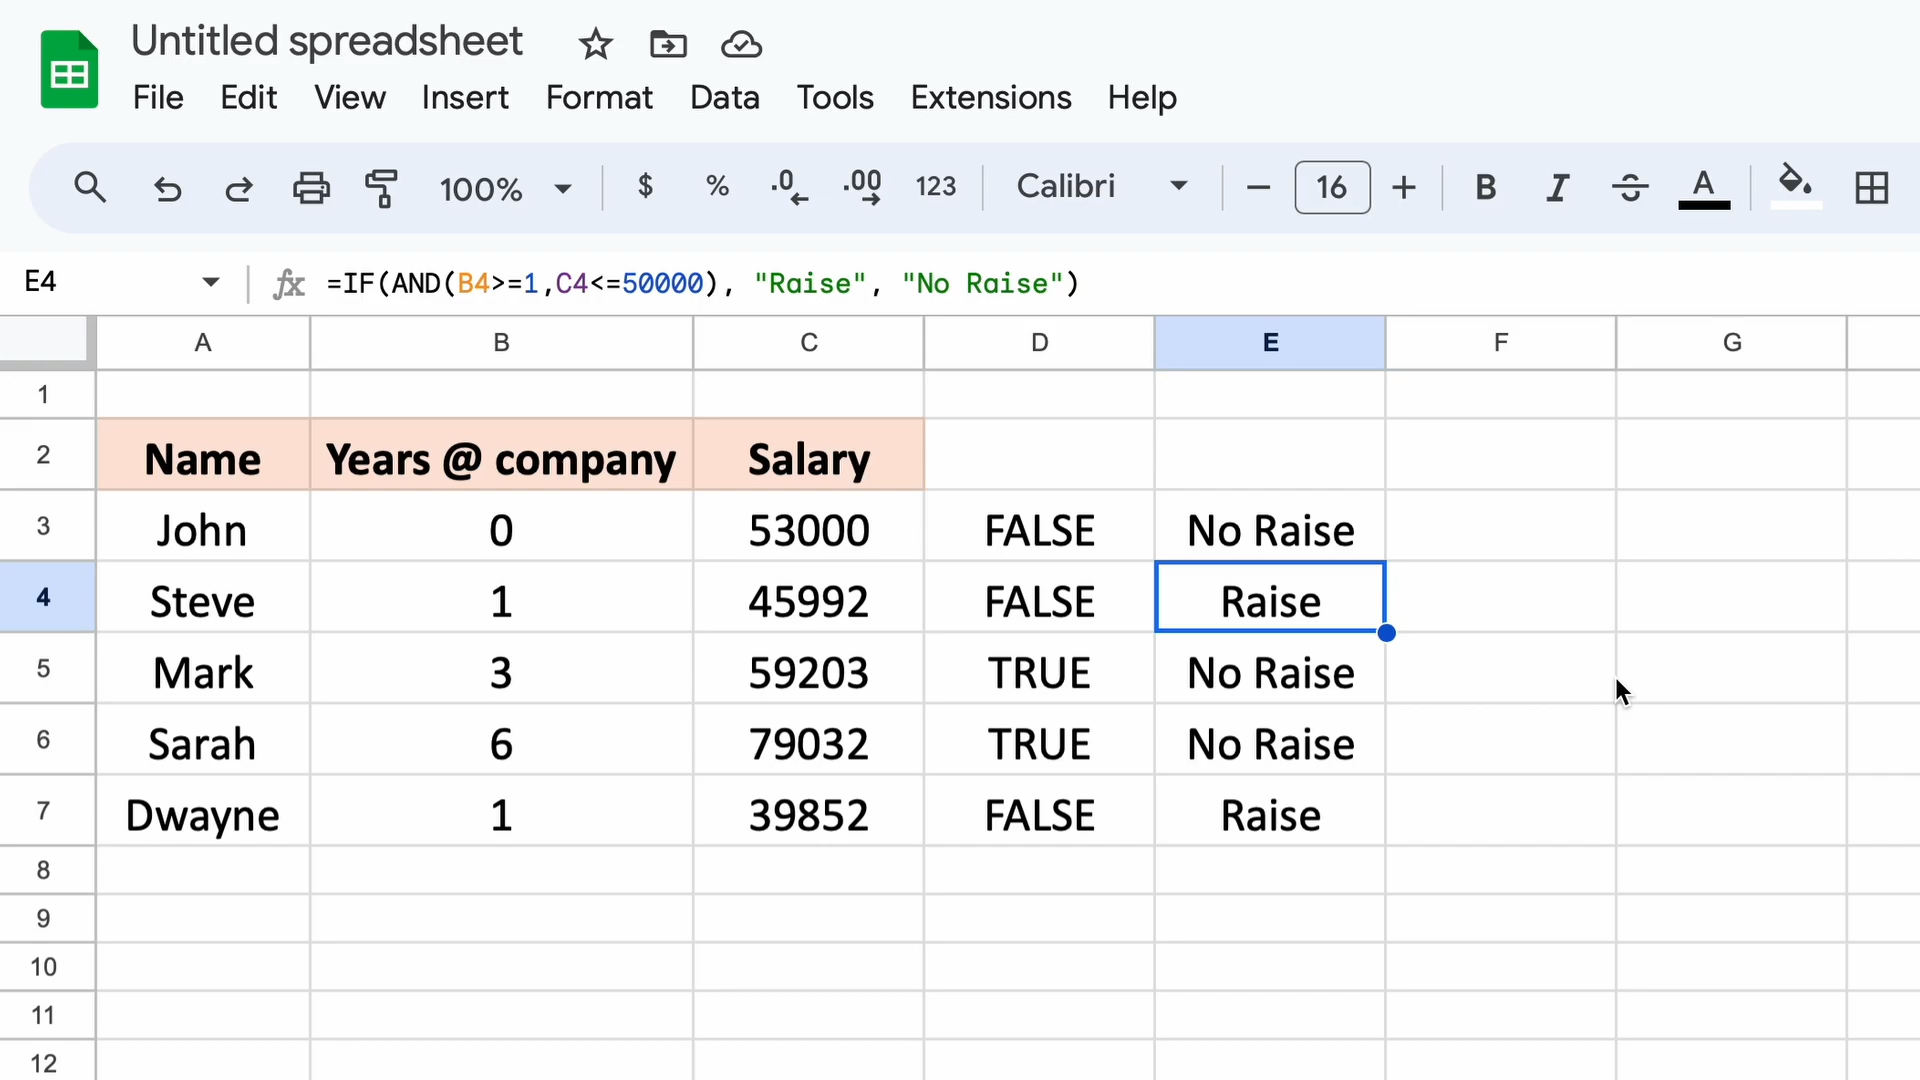 Untitled spreadsheet
File Edit View Insert Format Data Tools Extensions Help
100% $ % .0 .00 123 Calibri 16 B I S A
E4 fx =IF(AND(B4>=1,C4<=50000), "Raise", "No Raise")
A B C D E F G
1
2 Name Years @ company Salary
3 John 0 53000 FALSE No Raise
4 Steve 1 45992 FALSE Raise
5 Mark 3 59203 TRUE No Raise
6 Sarah 6 79032 TRUE No Raise
7 Dwayne 1 39852 FALSE Raise
8
9
10
11
12